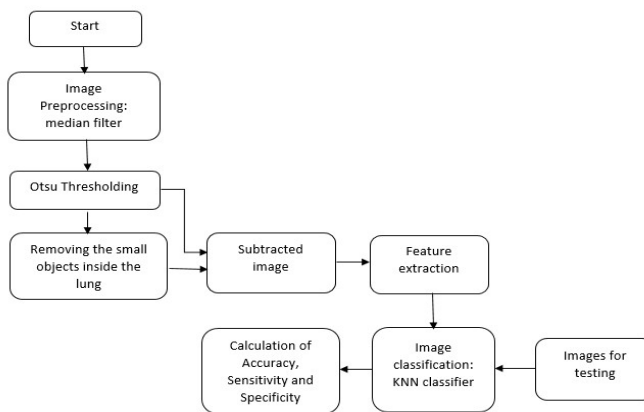 Start
Image
Preprocessing:
median filter
Otsu Thresholding
Removing the small
objects inside the
lung
Subtracted
image
Feature
extraction
Calculation of
Accuracy,
Sensitivity and
Specificity
Image
classification:
KNN classifier
Images for
testing